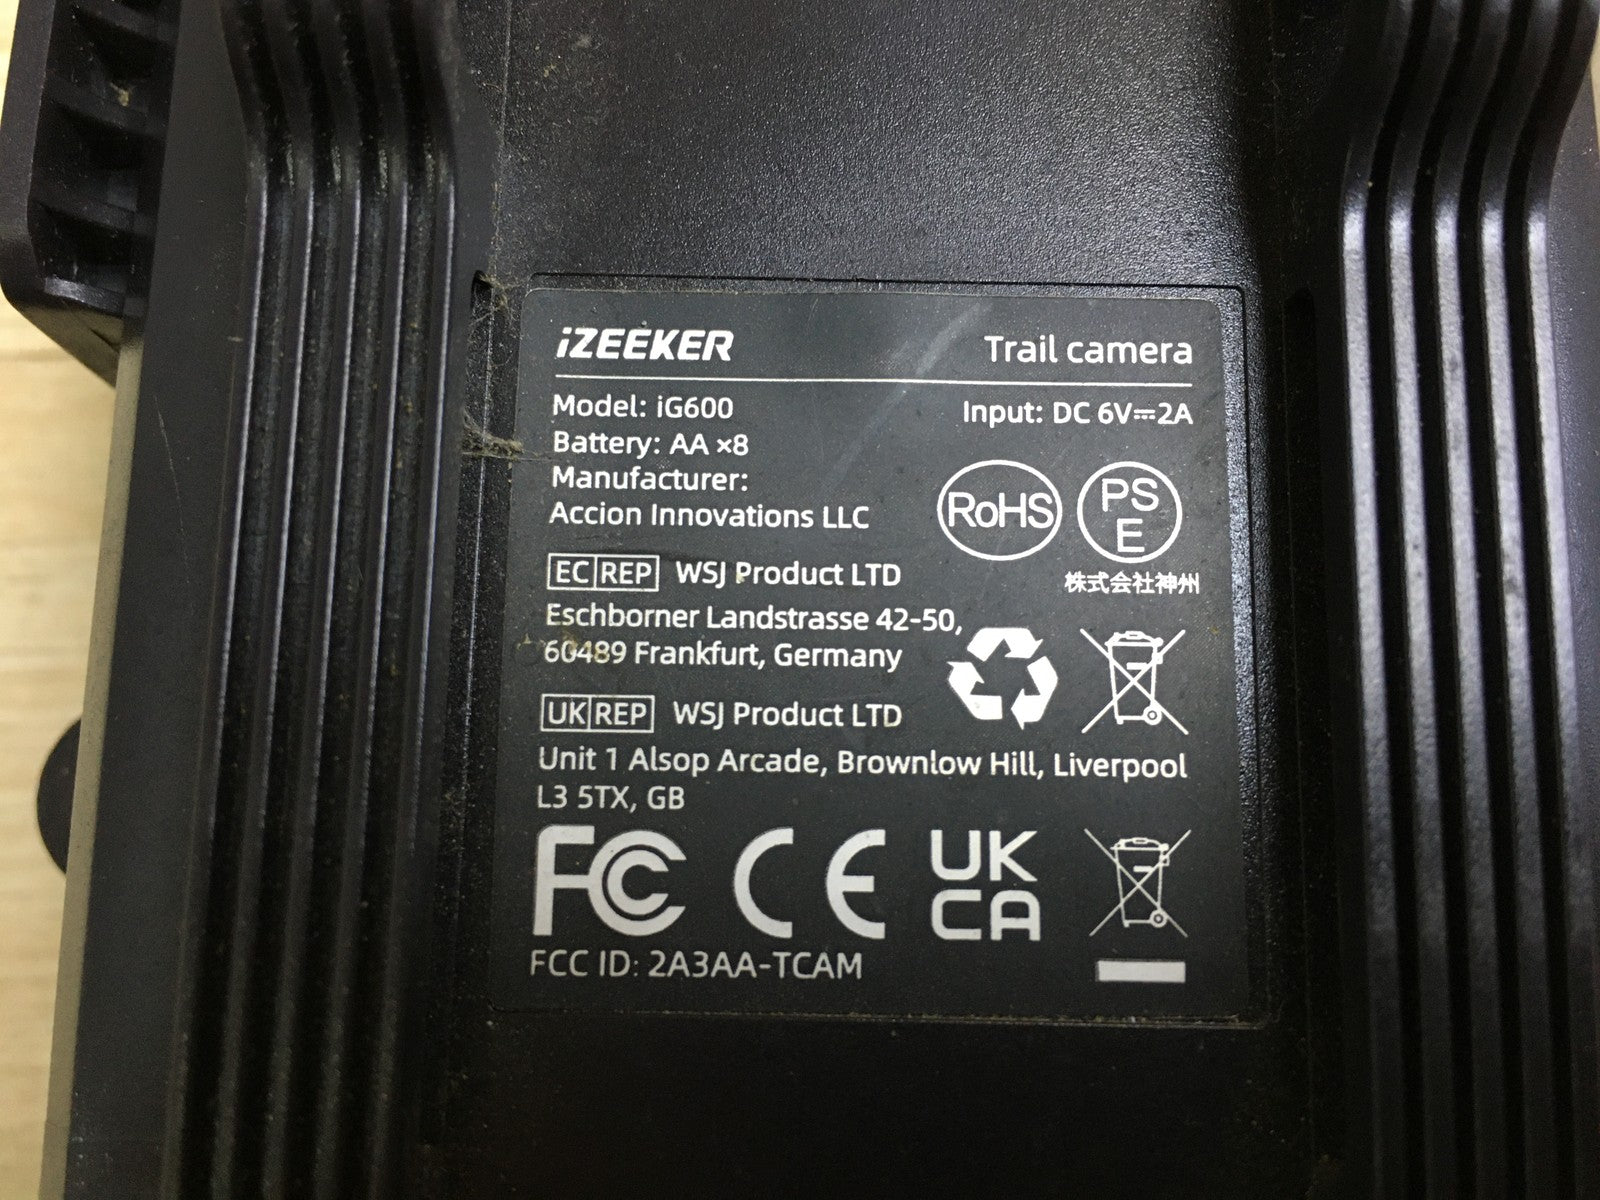 iZEEKER
Trail camera
Model: iG600
Input: DC 6V⎓2A
Battery: AA ×8
Manufacturer:
Accion Innovations LLC
RoHS
PS
E
株式会社神州
EC REP WSJ Product LTD
Eschborner Landstrasse 42-50,
60489 Frankfurt, Germany
UK REP WSJ Product LTD
Unit 1 Alsop Arcade, Brownlow Hill, Liverpool
L3 5TX, GB
FC CE UK
CA
FCC ID: 2A3AA-TCAM